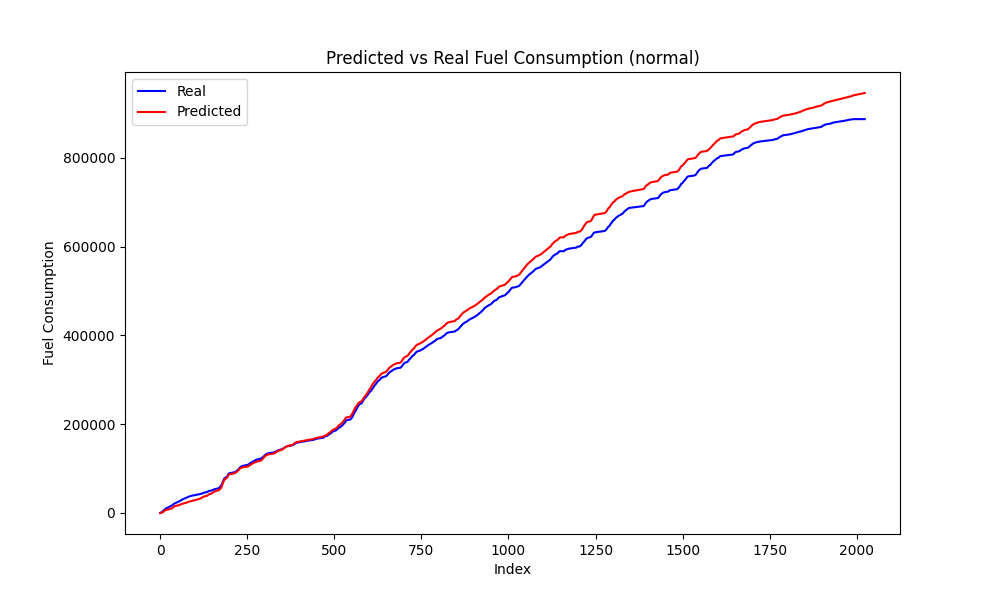 Predicted vs Real Fuel Consumption (normal)
Real
Predicted
Fuel Consumption
800000
600000
400000
200000
0
0 250 500 750 1000 1250 1500 1750 2000
Index